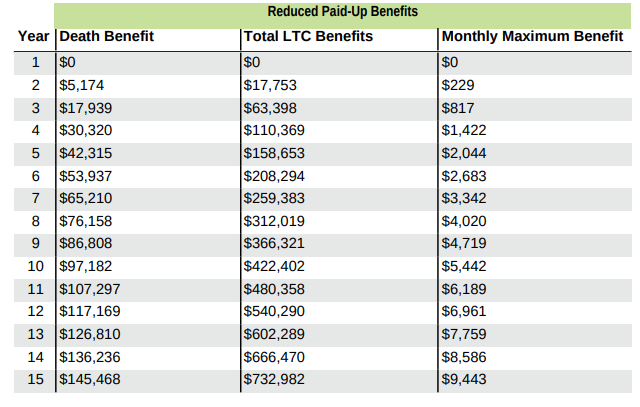 Reduced Paid-Up Benefits
Year Death Benefit Total LTC Benefits Monthly Maximum Benefit
1 $0 $0 $0
2 $5,174 $17,753 $229
3 $17,939 $63,398 $817
4 $30,320 $110,369 $1,422
5 $42,315 $158,653 $2,044
6 $53,937 $208,294 $2,683
7 $65,210 $259,383 $3,342
8 $76,158 $312,019 $4,020
9 $86,808 $366,321 $4,719
10 $97,182 $422,402 $5,442
11 $107,297 $480,358 $6,189
12 $117,169 $540,290 $6,961
13 $126,810 $602,289 $7,759
14 $136,236 $666,470 $8,586
15 $145,468 $732,982 $9,443